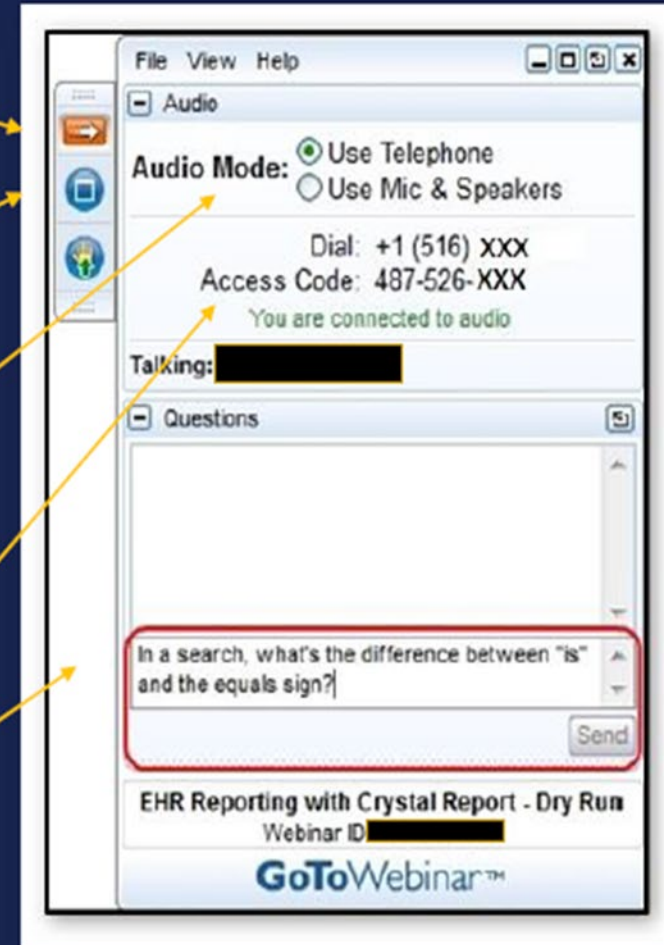 File View Help
Audio
Audio Mode: Use Telephone
Use Mic & Speakers
Dial: +1 (516) XXX
Access Code: 487-526-XXX
You are connected to audio
Talking:
Questions
In a search, what's the difference between "is"
and the equals sign?
Send
EHR Reporting with Crystal Report - Dry Run
Webinar ID
GoToWebinar™